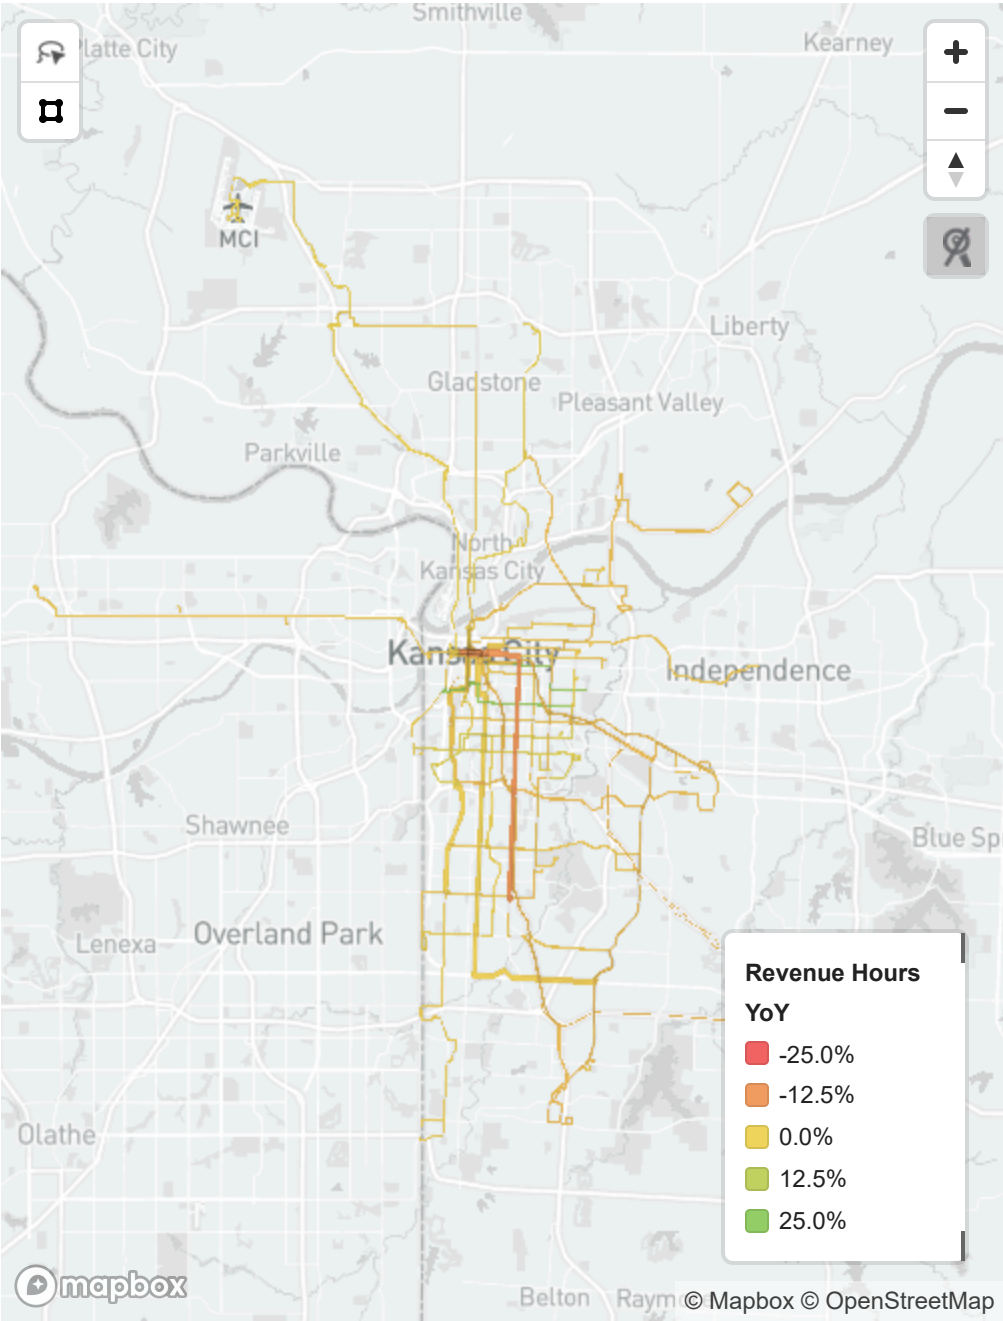 Smithville
Platte City
Kearney
MCI
Liberty
Gladstone
Pleasant Valley
Parkville
North
Kansas City
Kansas City
Independence
Shawnee
Blue Sp
Overland Park
Lenexa
Revenue Hours
YoY
-25.0%
-12.5%
0.0%
12.5%
25.0%
Olathe
mapbox
Belton
Raym
© Mapbox © OpenStreetMap